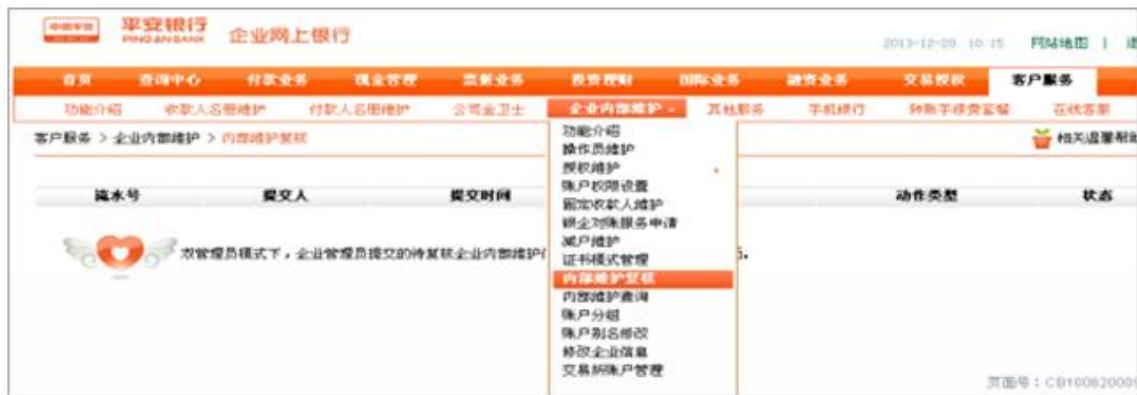 中国平安 平安银行 企业网上银行
PING AN BANK
2013-12-20 10:15 网站地图 |
首页 查询中心 付款业务 现金管理 票据业务 投资理财 国际业务 融资业务 交易授权 客户服务
功能介绍 收款人名册维护 付款人名册维护 公司金卫士 企业内部维护 其他服务 手机银行 转账手续费套餐 在线客服
客户服务 > 企业内部维护 > 内部维护复核
相关温馨帮助
功能介绍
操作员维护
授权维护
账户权限设置
固定收款人维护
银企对账服务申请
减户维护
证书模式管理
内部维护复核
内部维护查询
账户分组
账户别名修改
修改企业信息
交易所账户管理
流水号 提交人 提交时间 动作类型 状态
双管理员模式下，企业管理员提交的待复核企业内部维护
页面号：CB10062000